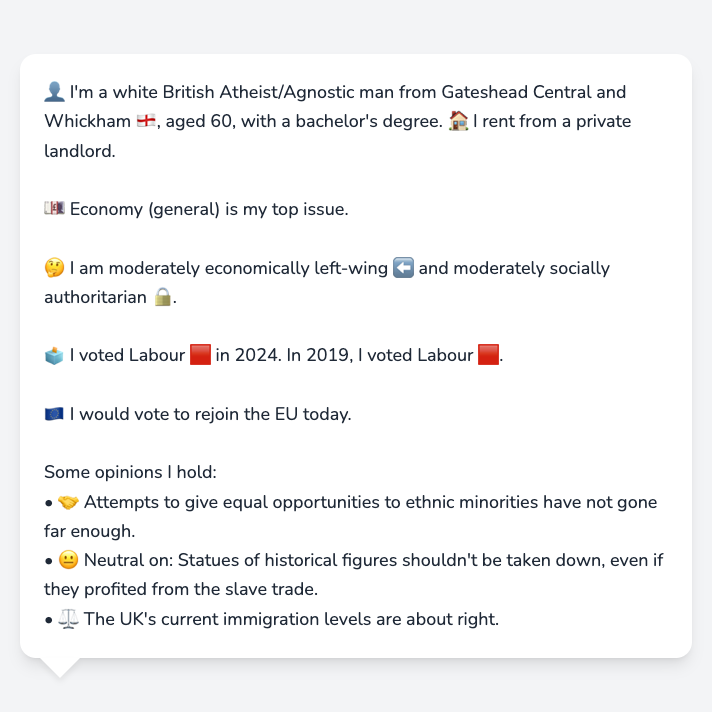 👤 I'm a white British Atheist/Agnostic man from Gateshead Central and
Whickham 🏴󠁧󠁢󠁥󠁮󠁧󠁿, aged 60, with a bachelor's degree. 🏠 I rent from a private
landlord.
💷 Economy (general) is my top issue.
🤔 I am moderately economically left-wing ⬅️ and moderately socially
authoritarian 🔒.
🗳️ I voted Labour 🟥 in 2024. In 2019, I voted Labour 🟥.
🇪🇺 I would vote to rejoin the EU today.
Some opinions I hold:
• 🤝 Attempts to give equal opportunities to ethnic minorities have not gone
far enough.
• 😐 Neutral on: Statues of historical figures shouldn't be taken down, even if
they profited from the slave trade.
• ⚖️ The UK's current immigration levels are about right.